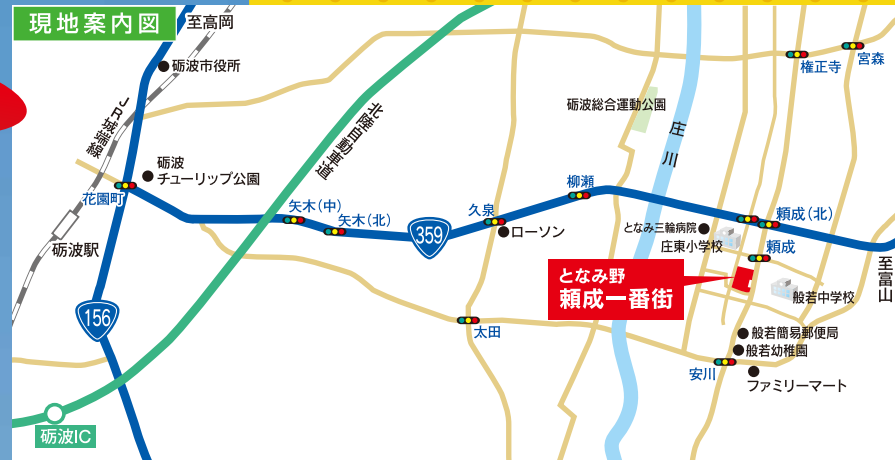 現地案内図
至高岡
砺波市役所
JR城端線
北陸自動車道
砺波総合運動公園
庄川
権正寺
宮森
砺波
チューリップ公園
花園町
矢木(中)
矢木(北)
久泉
柳瀬
359
ローソン
となみ三輪病院
庄東小学校
頼成(北)
頼成
至富山
砺波駅
となみ野
頼成一番街
般若中学校
156
太田
般若簡易郵便局
般若幼稚園
安川
ファミリーマート
砺波IC